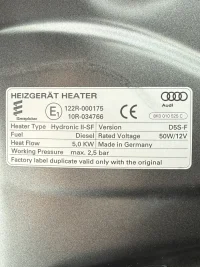 HEIZGERÄT HEATER
Eberspächer
E1
122R-000175
10R-034766
CE
Audi
8K0 010 520 C
Heater Type Hydronic II-SF Version D5S-F
Fuel Diesel Rated Voltage 50W/12V
Heat Flow 5,0 KW Made in Germany
Working Pressure max. 2,5 bar
Factory label duplicate valid only with the original